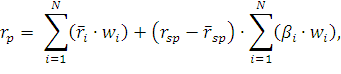 r_p = \sum_{i=1}^{N} (\bar{r}_i \cdot w_i) + (r_{sp} - \bar{r}_{sp}) \cdot \sum_{i=1}^{N} (\beta_i \cdot w_i),